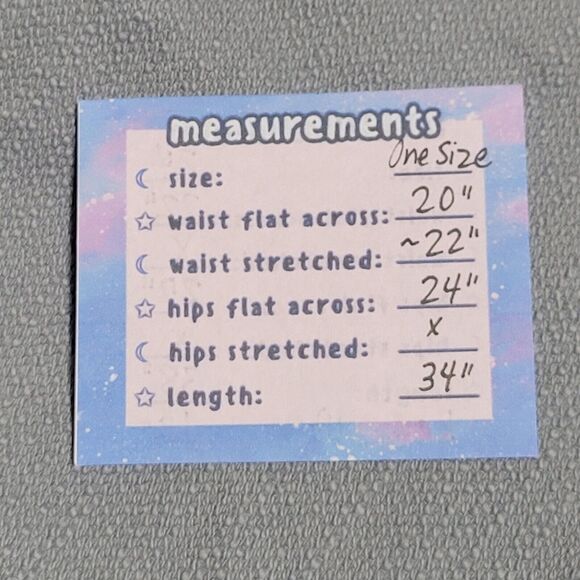 measurements
size: One Size
waist flat across: 20"
waist stretched: ~22"
hips flat across: 24"
hips stretched: x
length: 34"